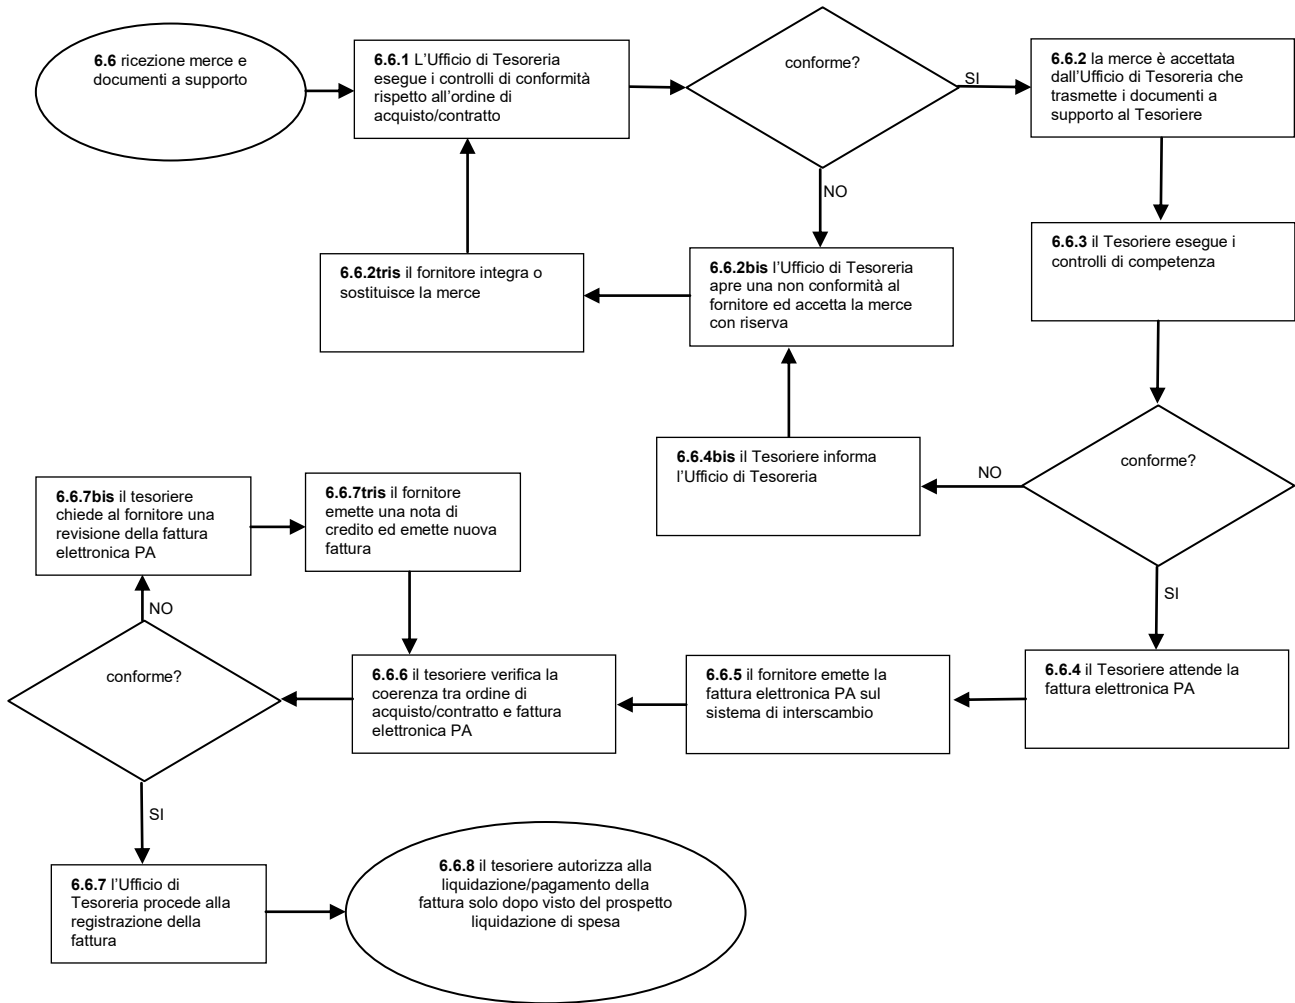 6.6 ricezione merce e
documenti a supporto
6.6.1 L'Ufficio di Tesoreria
esegue i controlli di conformità
rispetto all'ordine di
acquisto/contratto
conforme?
SI
6.6.2 la merce è accettata
dall'Ufficio di Tesoreria che
trasmette i documenti a
supporto al Tesoriere
NO
6.6.2tris il fornitore integra o
sostituisce la merce
6.6.2bis l'Ufficio di Tesoreria
apre una non conformità al
fornitore ed accetta la merce
con riserva
6.6.3 il Tesoriere esegue i
controlli di competenza
6.6.4bis il Tesoriere informa
l'Ufficio di Tesoreria
NO
conforme?
SI
6.6.7bis il tesoriere
chiede al fornitore una
revisione della fattura
elettronica PA
6.6.7tris il fornitore
emette una nota di
credito ed emette nuova
fattura
NO
conforme?
6.6.6 il tesoriere verifica la
coerenza tra ordine di
acquisto/contratto e fattura
elettronica PA
6.6.5 il fornitore emette la
fattura elettronica PA sul
sistema di interscambio
6.6.4 il Tesoriere attende la
fattura elettronica PA
SI
6.6.7 l'Ufficio di
Tesoreria procede alla
registrazione della
fattura
6.6.8 il tesoriere autorizza alla
liquidazione/pagamento della
fattura solo dopo visto del prospetto
liquidazione di spesa